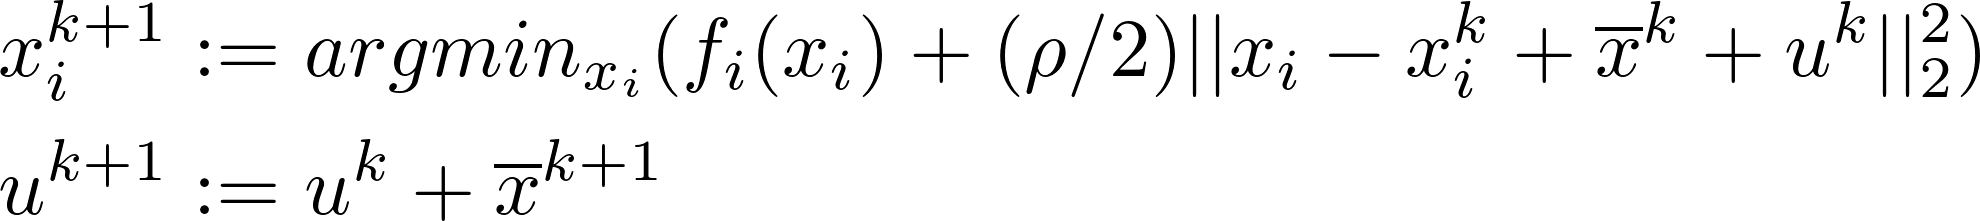 x_i^{k+1} := argmin_{x_i}(f_i(x_i) + (ρ/2)||x_i − x_i^k + \overline{x}^k + u^k||_2^2)
u^{k+1} := u^k + \overline{x}^{k+1}